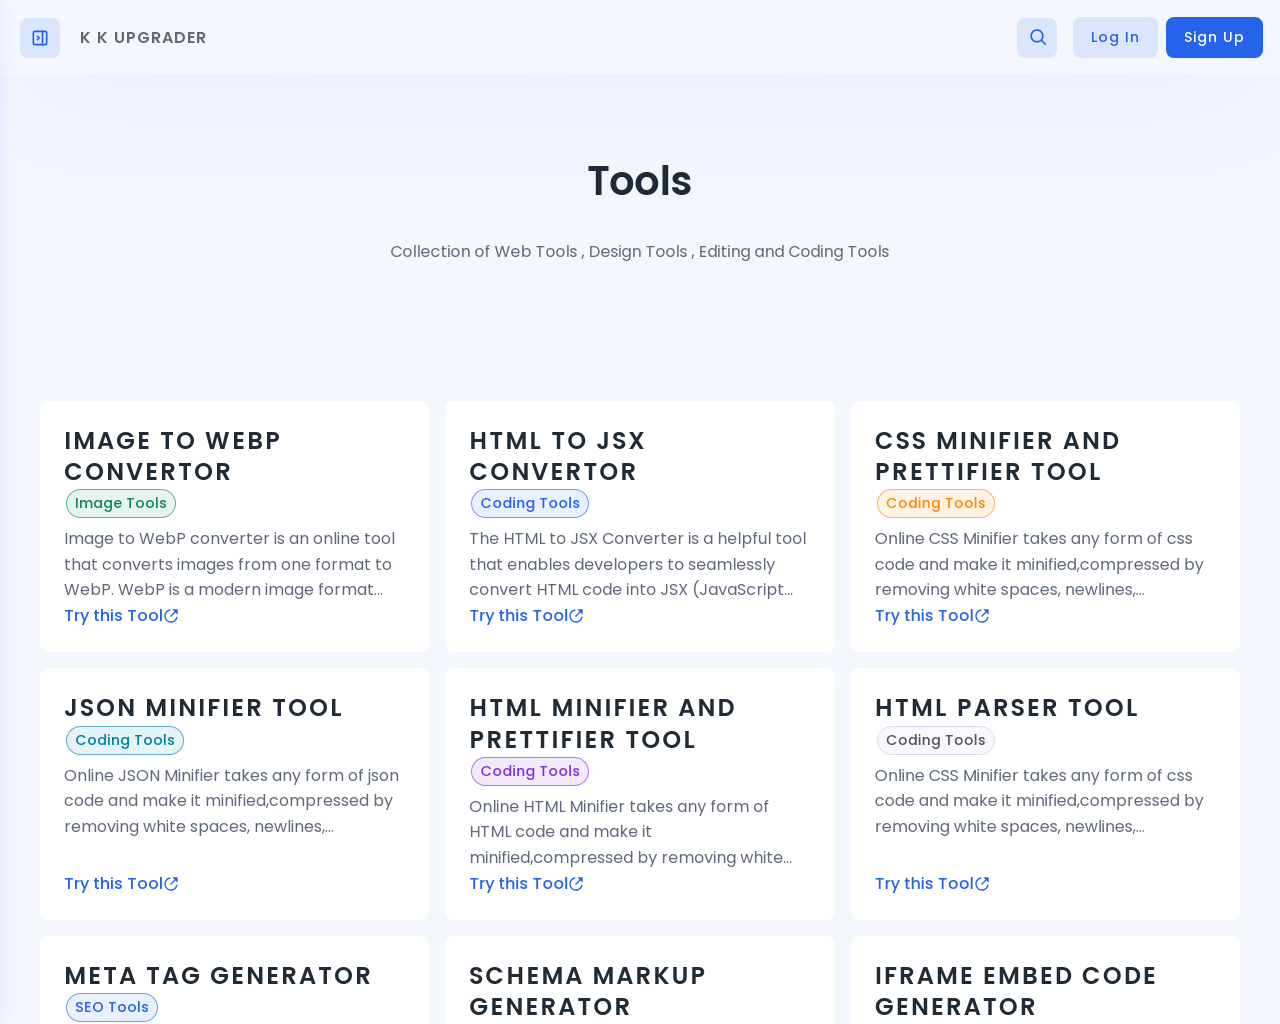 K K UPGRADER
Log In
Sign Up
Tools
Collection of Web Tools , Design Tools , Editing and Coding Tools
IMAGE TO WEBP
CONVERTOR
Image Tools
Image to WebP converter is an online tool
that converts images from one format to
WebP. WebP is a modern image format...
Try this Tool
HTML TO JSX
CONVERTOR
Coding Tools
The HTML to JSX Converter is a helpful tool
that enables developers to seamlessly
convert HTML code into JSX (JavaScript...
Try this Tool
CSS MINIFIER AND
PRETTIFIER TOOL
Coding Tools
Online CSS Minifier takes any form of css
code and make it minified,compressed by
removing white spaces, newlines,...
Try this Tool
JSON MINIFIER TOOL
Coding Tools
Online JSON Minifier takes any form of json
code and make it minified,compressed by
removing white spaces, newlines,...
Try this Tool
HTML MINIFIER AND
PRETTIFIER TOOL
Coding Tools
Online HTML Minifier takes any form of
HTML code and make it
minified,compressed by removing white...
Try this Tool
HTML PARSER TOOL
Coding Tools
Online CSS Minifier takes any form of css
code and make it minified,compressed by
removing white spaces, newlines,...
Try this Tool
META TAG GENERATOR
SEO Tools
SCHEMA MARKUP
GENERATOR
IFRAME EMBED CODE
GENERATOR